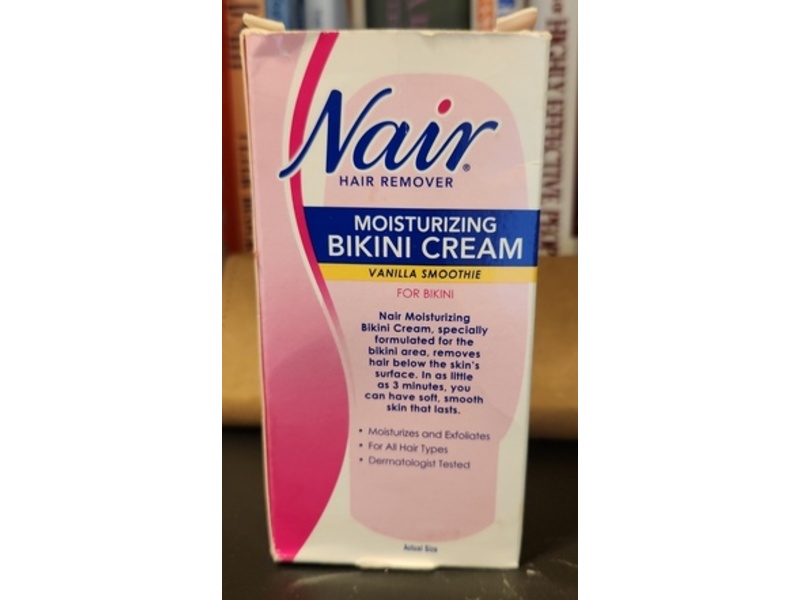 Nair®
HAIR REMOVER
MOISTURIZING
BIKINI CREAM
VANILLA SMOOTHIE
FOR BIKINI
Nair Moisturizing
Bikini Cream, specially
formulated for the
bikini area, removes
hair below the skin's
surface. In as little
as 3 minutes, you
can have soft, smooth
skin that lasts.
• Moisturizes and Exfoliates
• For All Hair Types
• Dermatologist Tested
Actual Size
HIGHLY EFFECTIVE